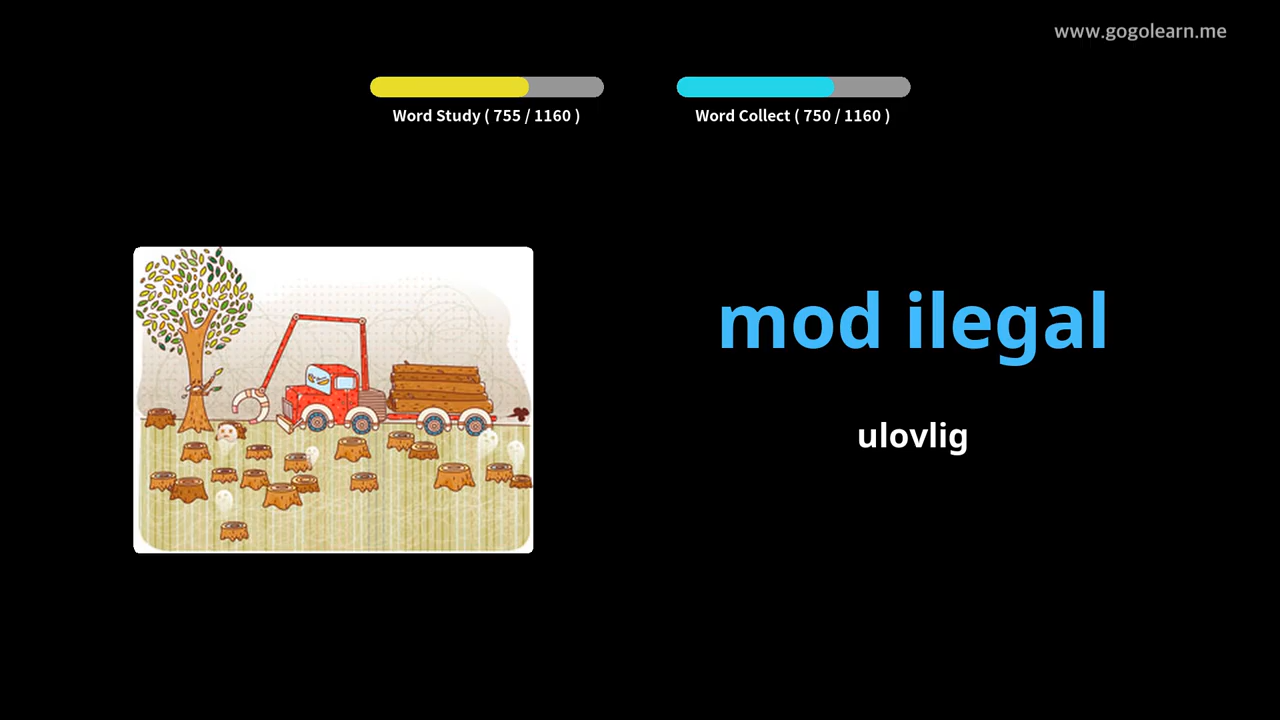 www.gogolearn.me
Word Study ( 755 / 1160 )
Word Collect ( 750 / 1160 )
mod ilegal
ulovlig